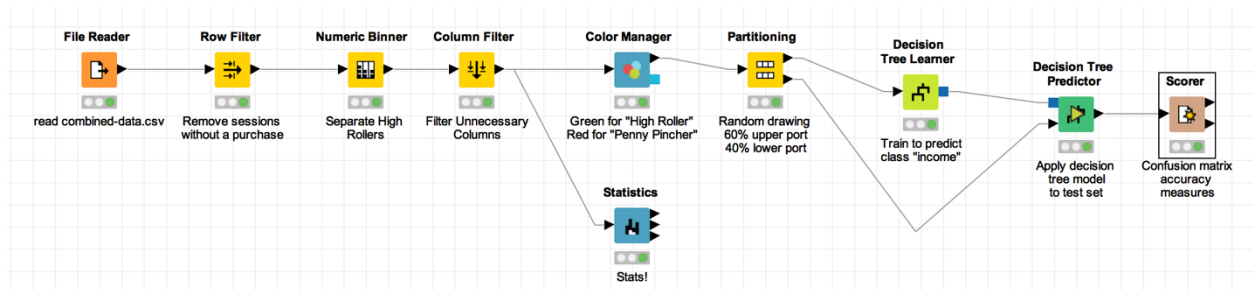 File Reader
read combined-data.csv
Row Filter
Remove sessions
without a purchase
Numeric Binner
Separate High
Rollers
Column Filter
Filter Unnecessary
Columns
Color Manager
Green for "High Roller"
Red for "Penny Pincher"
Statistics
Stats!
Partitioning
Random drawing
60% upper port
40% lower port
Decision
Tree Learner
Train to predict
class "income"
Decision Tree
Predictor
Apply decision
tree model
to test set
Scorer
Confusion matrix
accuracy
measures